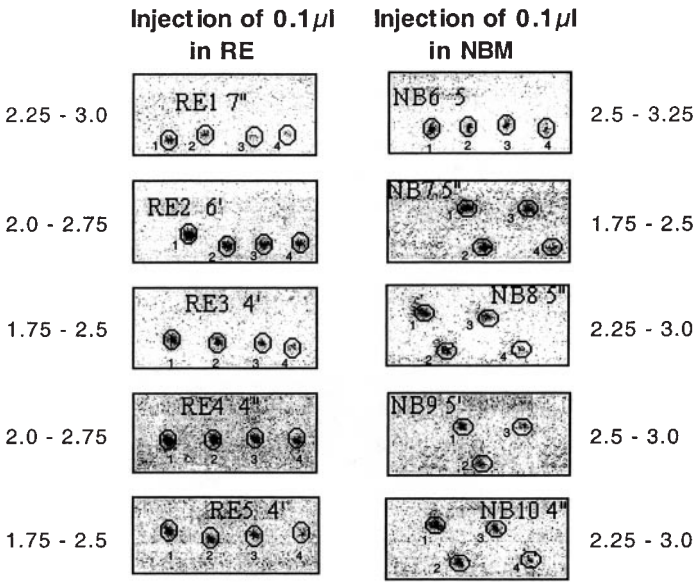 Injection of 0.1µl
in RE
Injection of 0.1µl
in NBM
2.25 - 3.0
RE1 7"
1 2 3 4
NB6 5
1 2 3 4
2.5 - 3.25
2.0 - 2.75
RE2 6'
1 2 3 4
NB7 5"
1 3
2 4
1.75 - 2.5
1.75 - 2.5
RE3 4'
1 2 3 4
NB8 5"
1 3
2 4
2.25 - 3.0
2.0 - 2.75
RE4 4"
1 2 3 4
NB9 5'
1 3
2
2.5 - 3.0
1.75 - 2.5
RE5 4'
1 2 3 4
NB10 4"
1 3
2 4
2.25 - 3.0